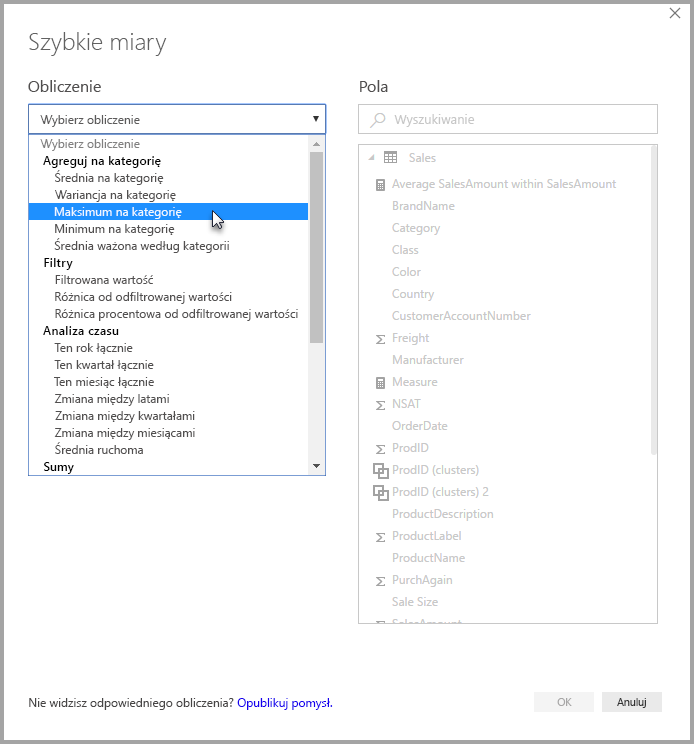 Szybkie miary
Obliczenie
Wybierz obliczenie
Wybierz obliczenie
Agreguj na kategorię
Średnia na kategorię
Wariancja na kategorię
Maksimum na kategorię
Minimum na kategorię
Średnia ważona według kategorii
Filtry
Filtrowana wartość
Różnica od odfiltrowanej wartości
Różnica procentowa od odfiltrowanej wartości
Analiza czasu
Ten rok łącznie
Ten kwartał łącznie
Ten miesiąc łącznie
Zmiana między latami
Zmiana między kwartałami
Zmiana między miesiącami
Średnia ruchoma
Sumy
Pola
Wyszukiwanie
Sales
Average SalesAmount within SalesAmount
BrandName
Category
Class
Color
Country
CustomerAccountNumber
Freight
Manufacturer
Measure
NSAT
OrderDate
ProdID
ProdID (clusters)
ProdID (clusters) 2
ProductDescription
ProductLabel
ProductName
PurchAgain
Sale Size
SalesAmount
Nie widzisz odpowiedniego obliczenia? Opublikuj pomysł.
OK
Anuluj